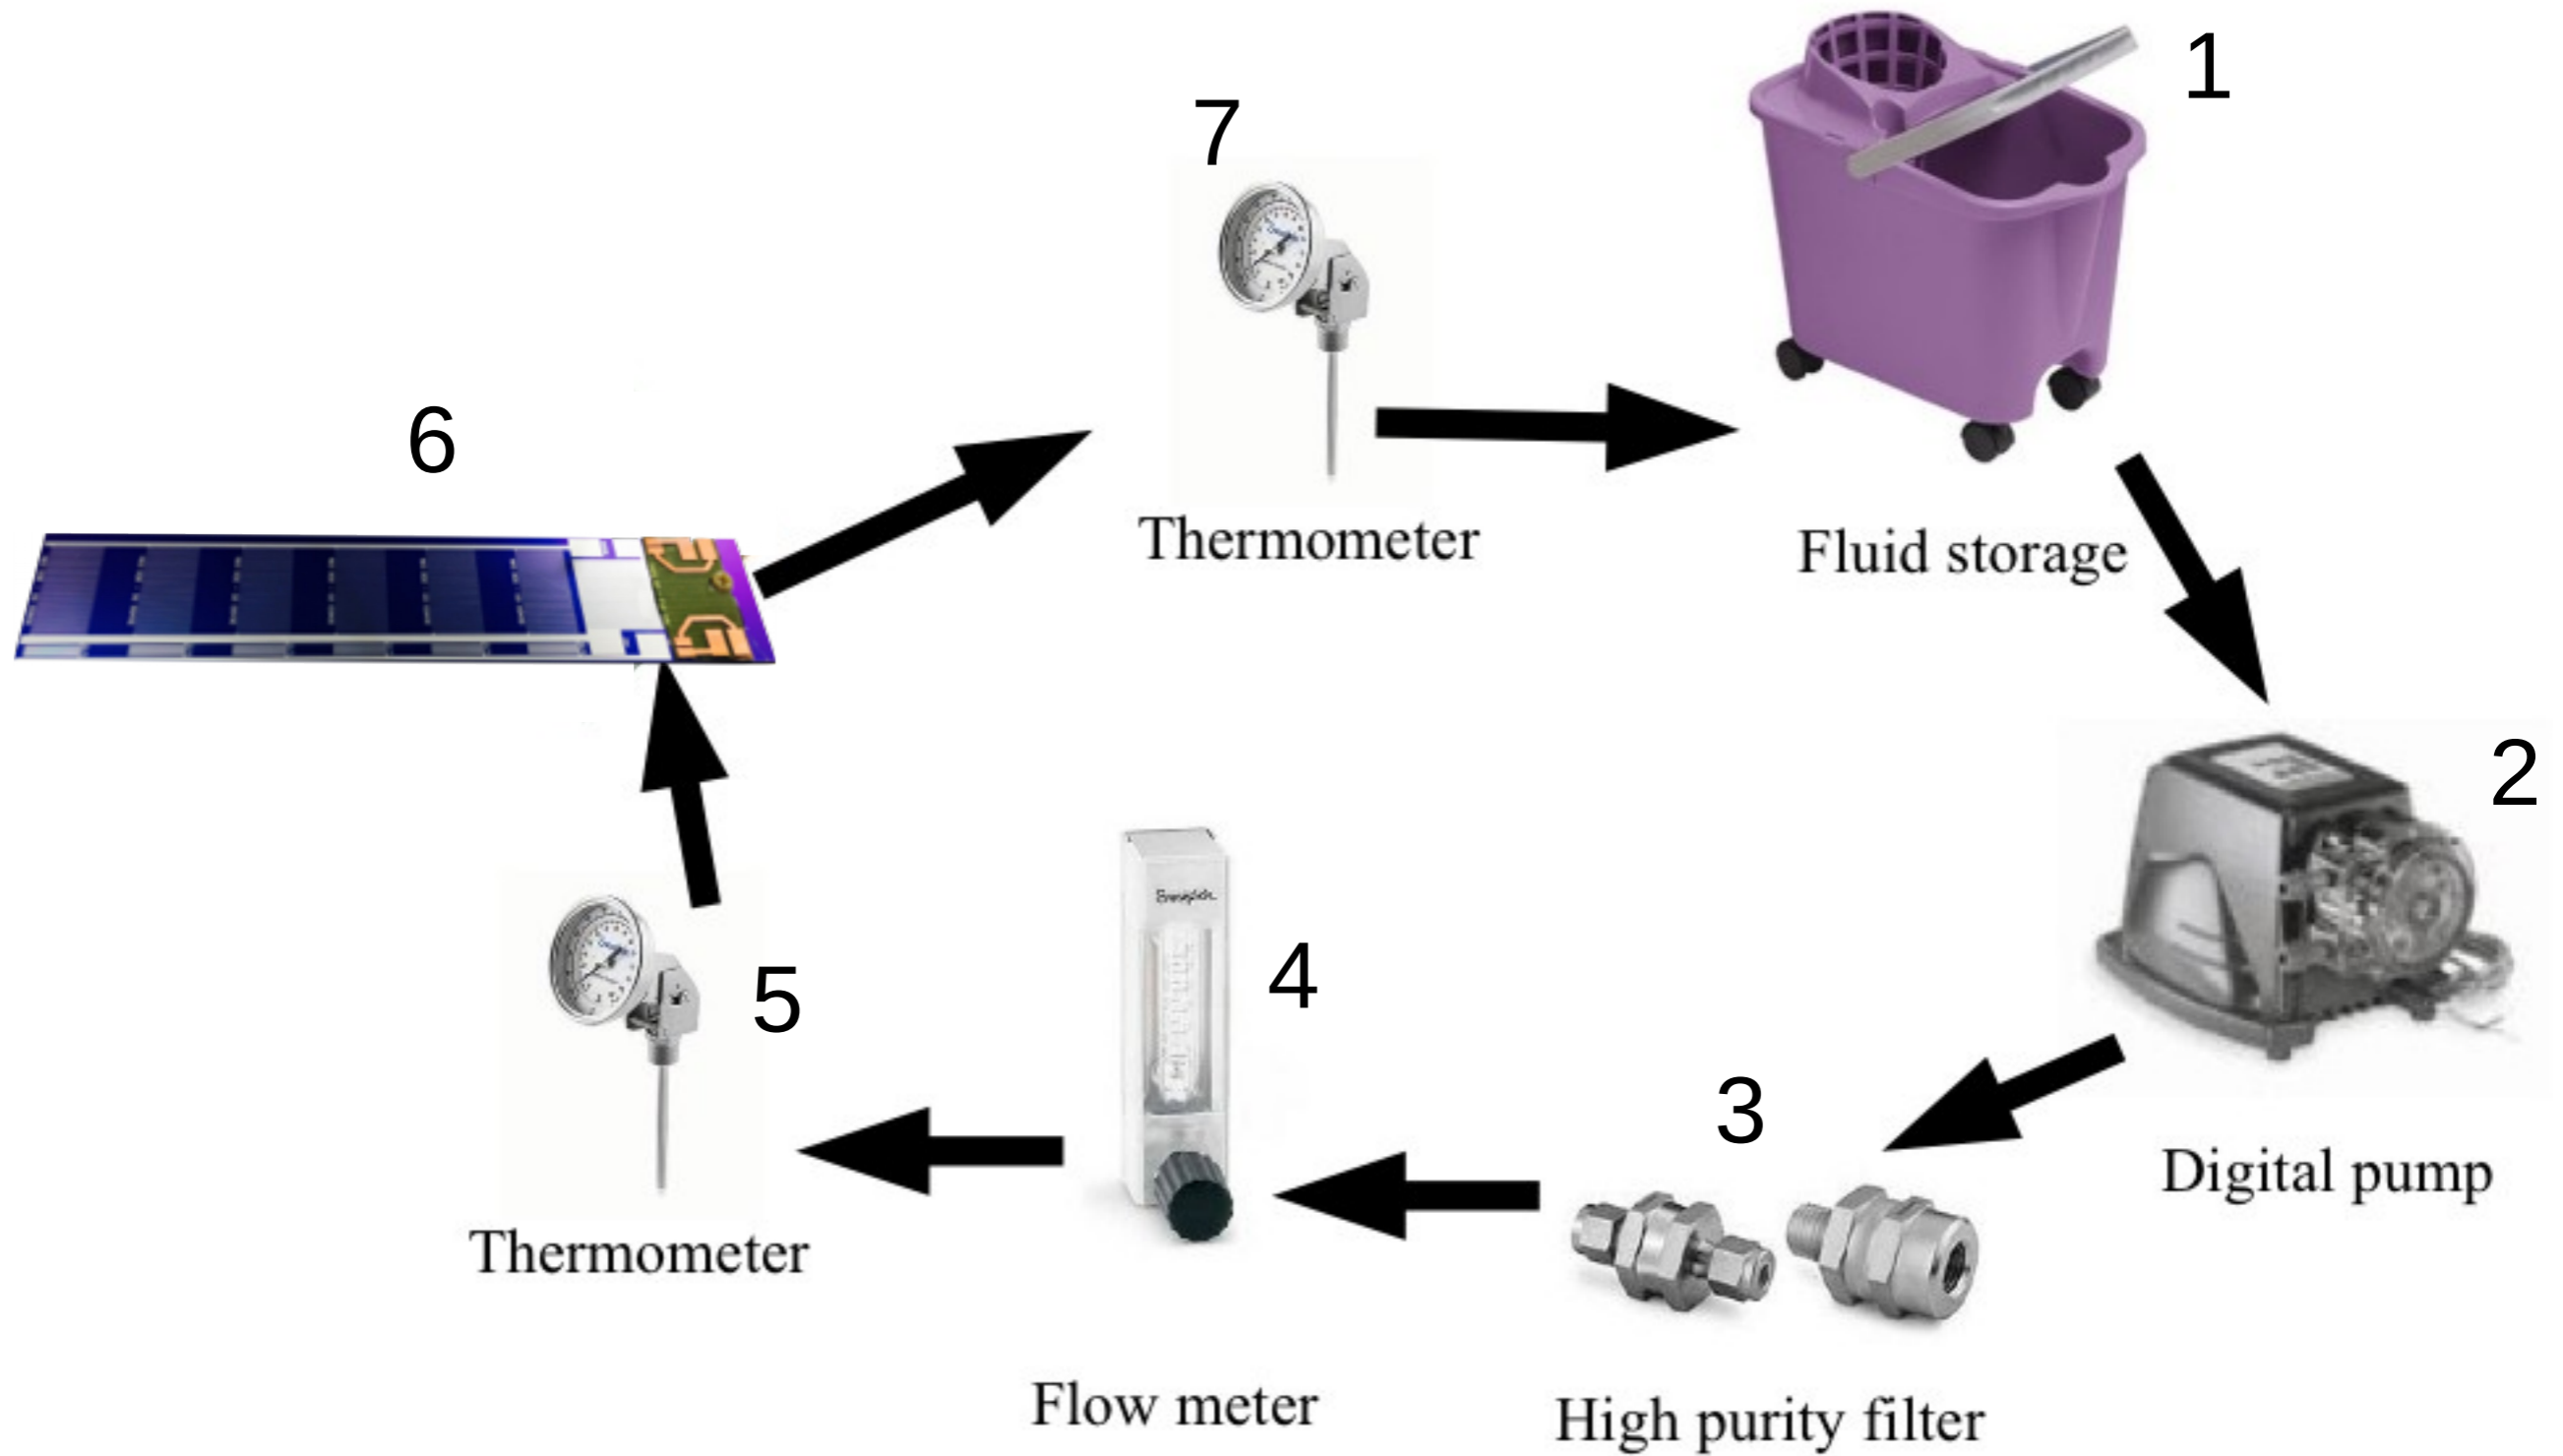 1
7
6
Thermometer
Fluid storage
2
4
5
3
Digital pump
Thermometer
Flow meter
High purity filter